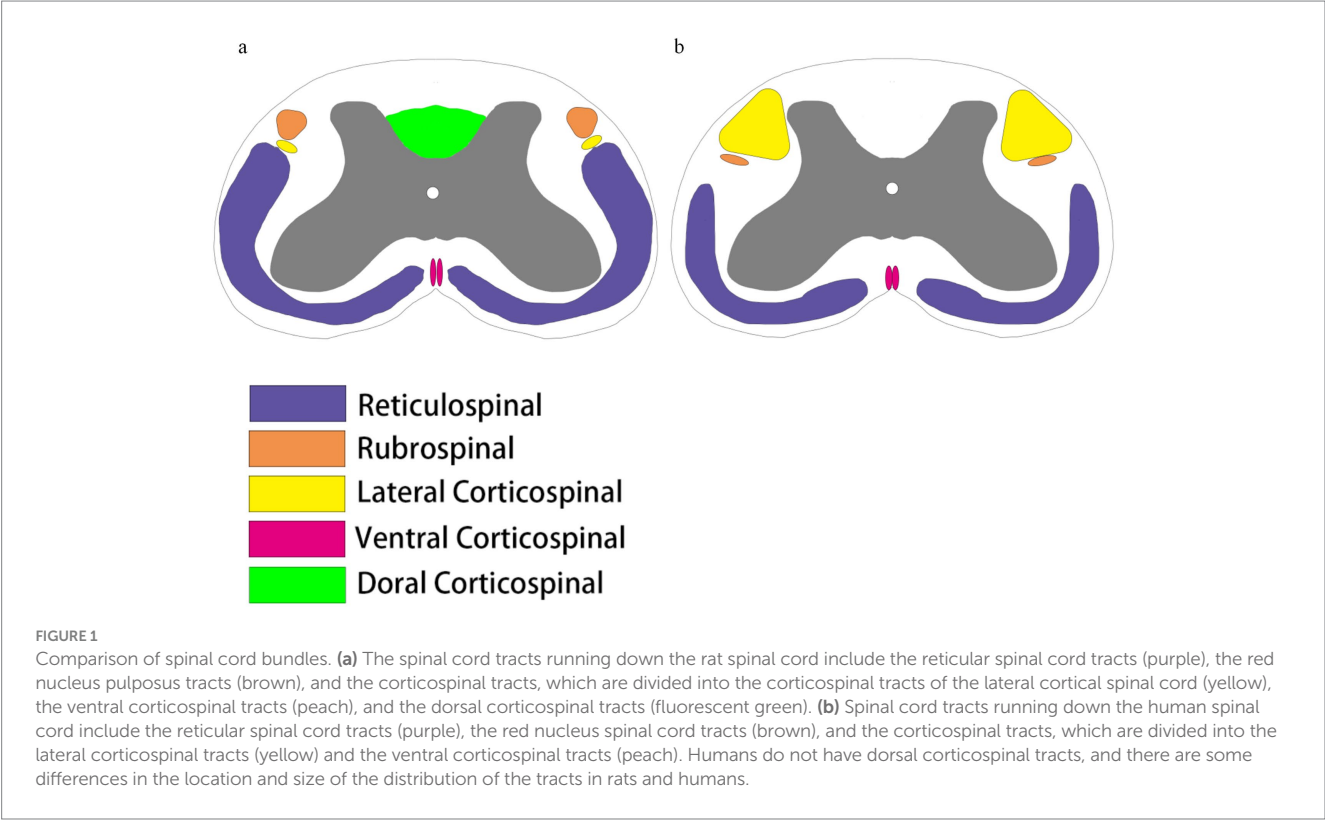 a
b
Reticulospinal
Rubrospinal
Lateral Corticospinal
Ventral Corticospinal
Doral Corticospinal
FIGURE 1
Comparison of spinal cord bundles. (a) The spinal cord tracts running down the rat spinal cord include the reticular spinal cord tracts (purple), the red
nucleus pulposus tracts (brown), and the corticospinal tracts, which are divided into the corticospinal tracts of the lateral cortical spinal cord (yellow),
the ventral corticospinal tracts (peach), and the dorsal corticospinal tracts (fluorescent green). (b) Spinal cord tracts running down the human spinal
cord include the reticular spinal cord tracts (purple), the red nucleus spinal cord tracts (brown), and the corticospinal tracts, which are divided into the
lateral corticospinal tracts (yellow) and the ventral corticospinal tracts (peach). Humans do not have dorsal corticospinal tracts, and there are some
differences in the location and size of the distribution of the tracts in rats and humans.